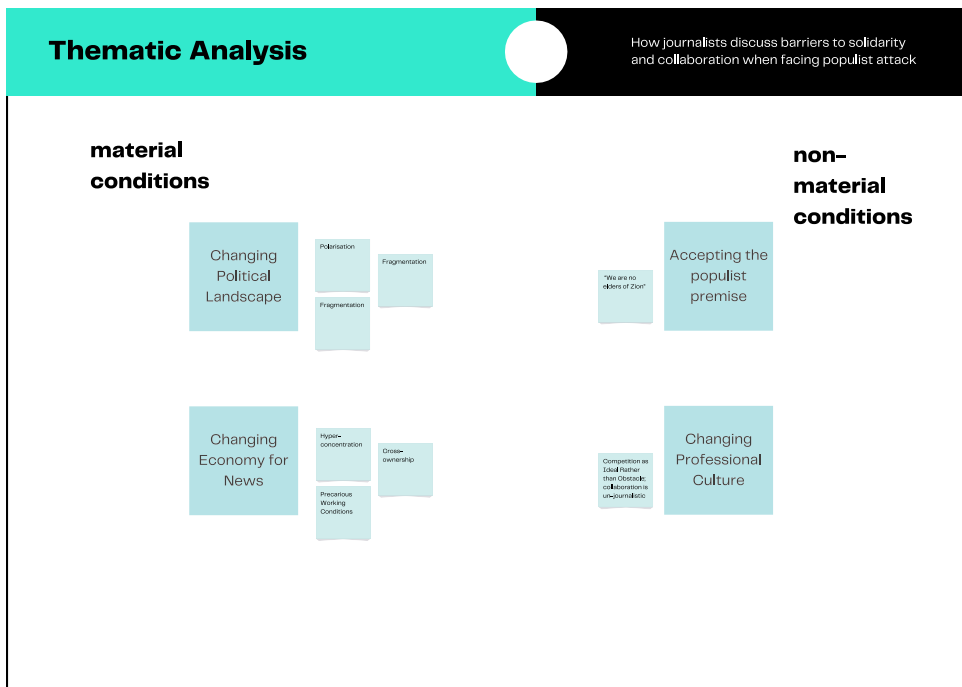 Thematic Analysis
How journalists discuss barriers to solidarity
and collaboration when facing populist attack
material
conditions
non-
material
conditions
Changing
Political
Landscape
Polarisation
Fragmentation
Fragmentation
"We are no
elders of Zion"
Accepting the
populist
premise
Changing
Economy for
News
Hyper-
concentration
Cross-
ownership
Precarious
Working
Conditions
Competition as
Ideal Rather
than Obstacle;
collaboration is
un-journalistic
Changing
Professional
Culture